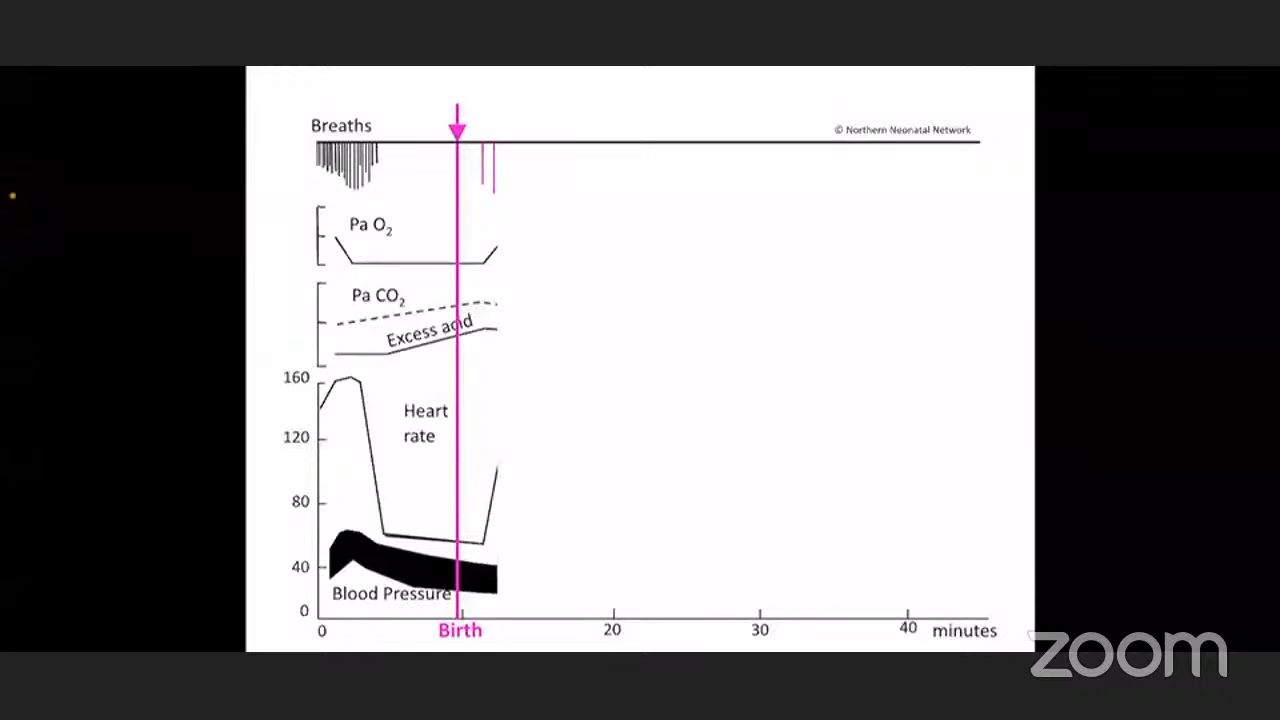 Breaths
© Northern Neonatal Network
Pa O₂
Pa CO₂
Excess acid
160
120
80
40
0
Heart
rate
Blood Pressure
0
Birth
20
30
40
minutes
zoom